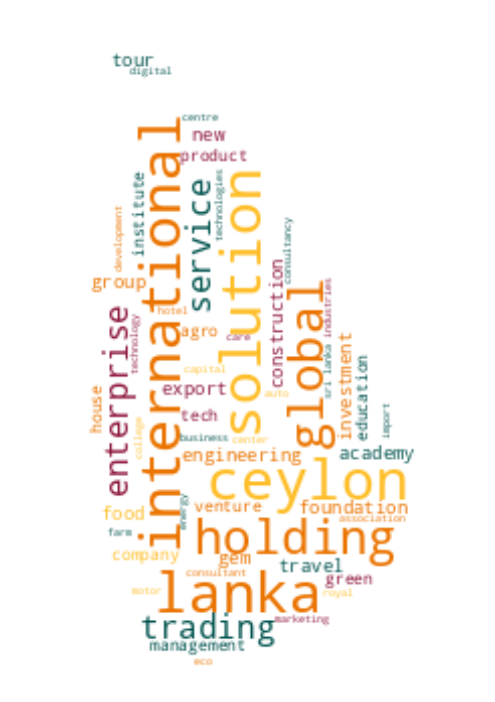 tour
digital
centre
new
product
international
service
solution
technologies
institute
development
consultancy
group
construction
global
industries
sri lanka
hotel
agro
care
enterprise
technology
investment
education
capital
export
auto
house
tech
import
college
business
center
engineering
academy
ceylon
energy
food
venture
foundation
association
farm
holding
company
gem
travel
consultant
green
lanka
motor
royal
trading
marketing
management
eco